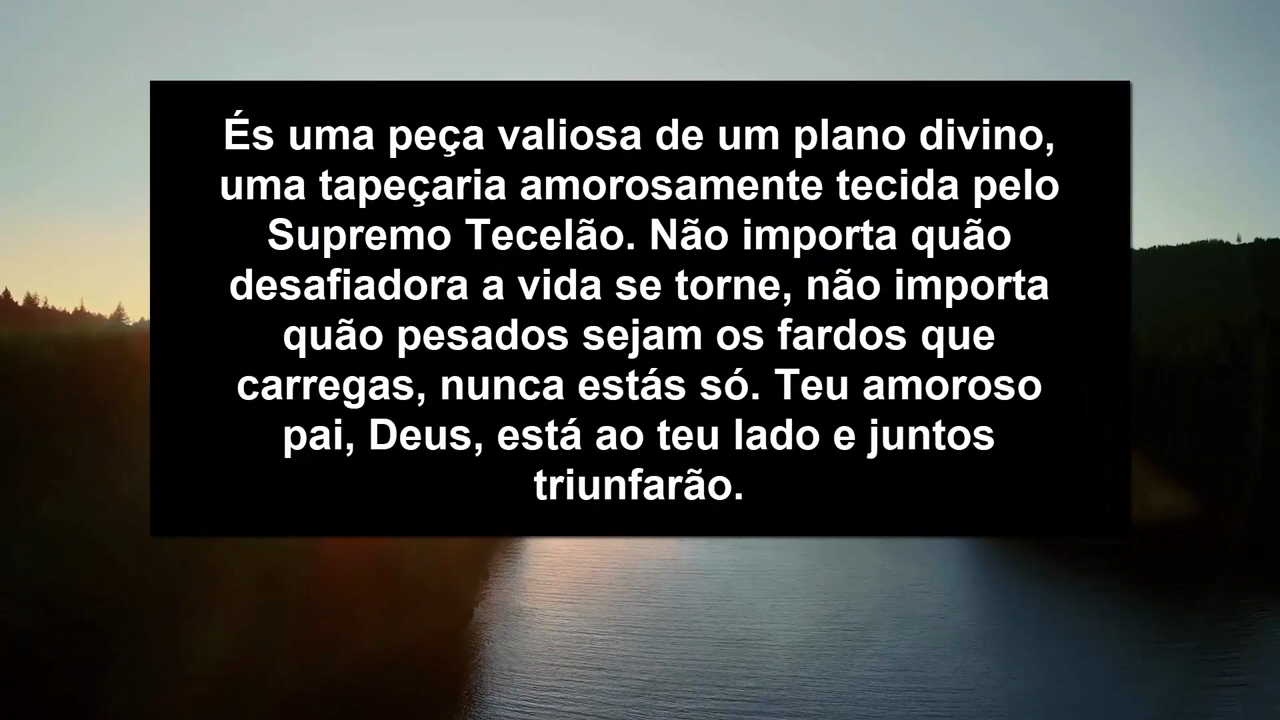 És uma peça valiosa de um plano divino,
uma tapeçaria amorosamente tecida pelo
Supremo Tecelão. Não importa quão
desafiadora a vida se torne, não importa
quão pesados sejam os fardos que
carregas, nunca estás só. Teu amoroso
pai, Deus, está ao teu lado e juntos
triunfarão.